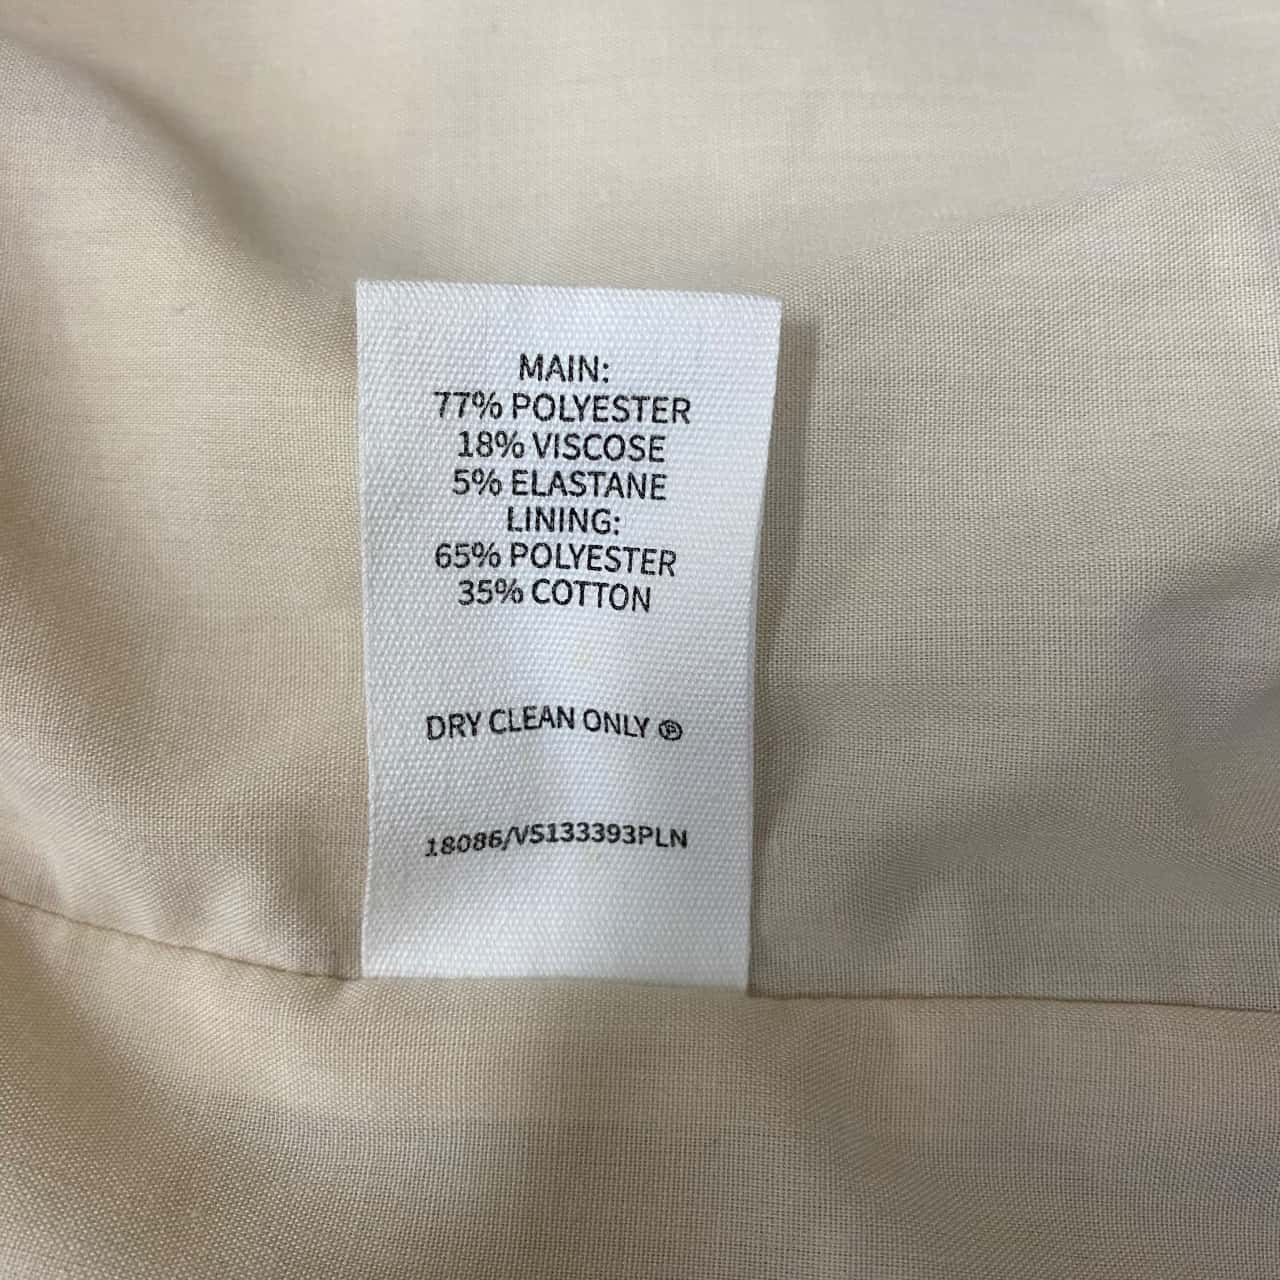 MAIN:
77% POLYESTER
18% VISCOSE
5% ELASTANE
LINING:
65% POLYESTER
35% COTTON
DRY CLEAN ONLY Ⓟ
18086/VS133393PLN